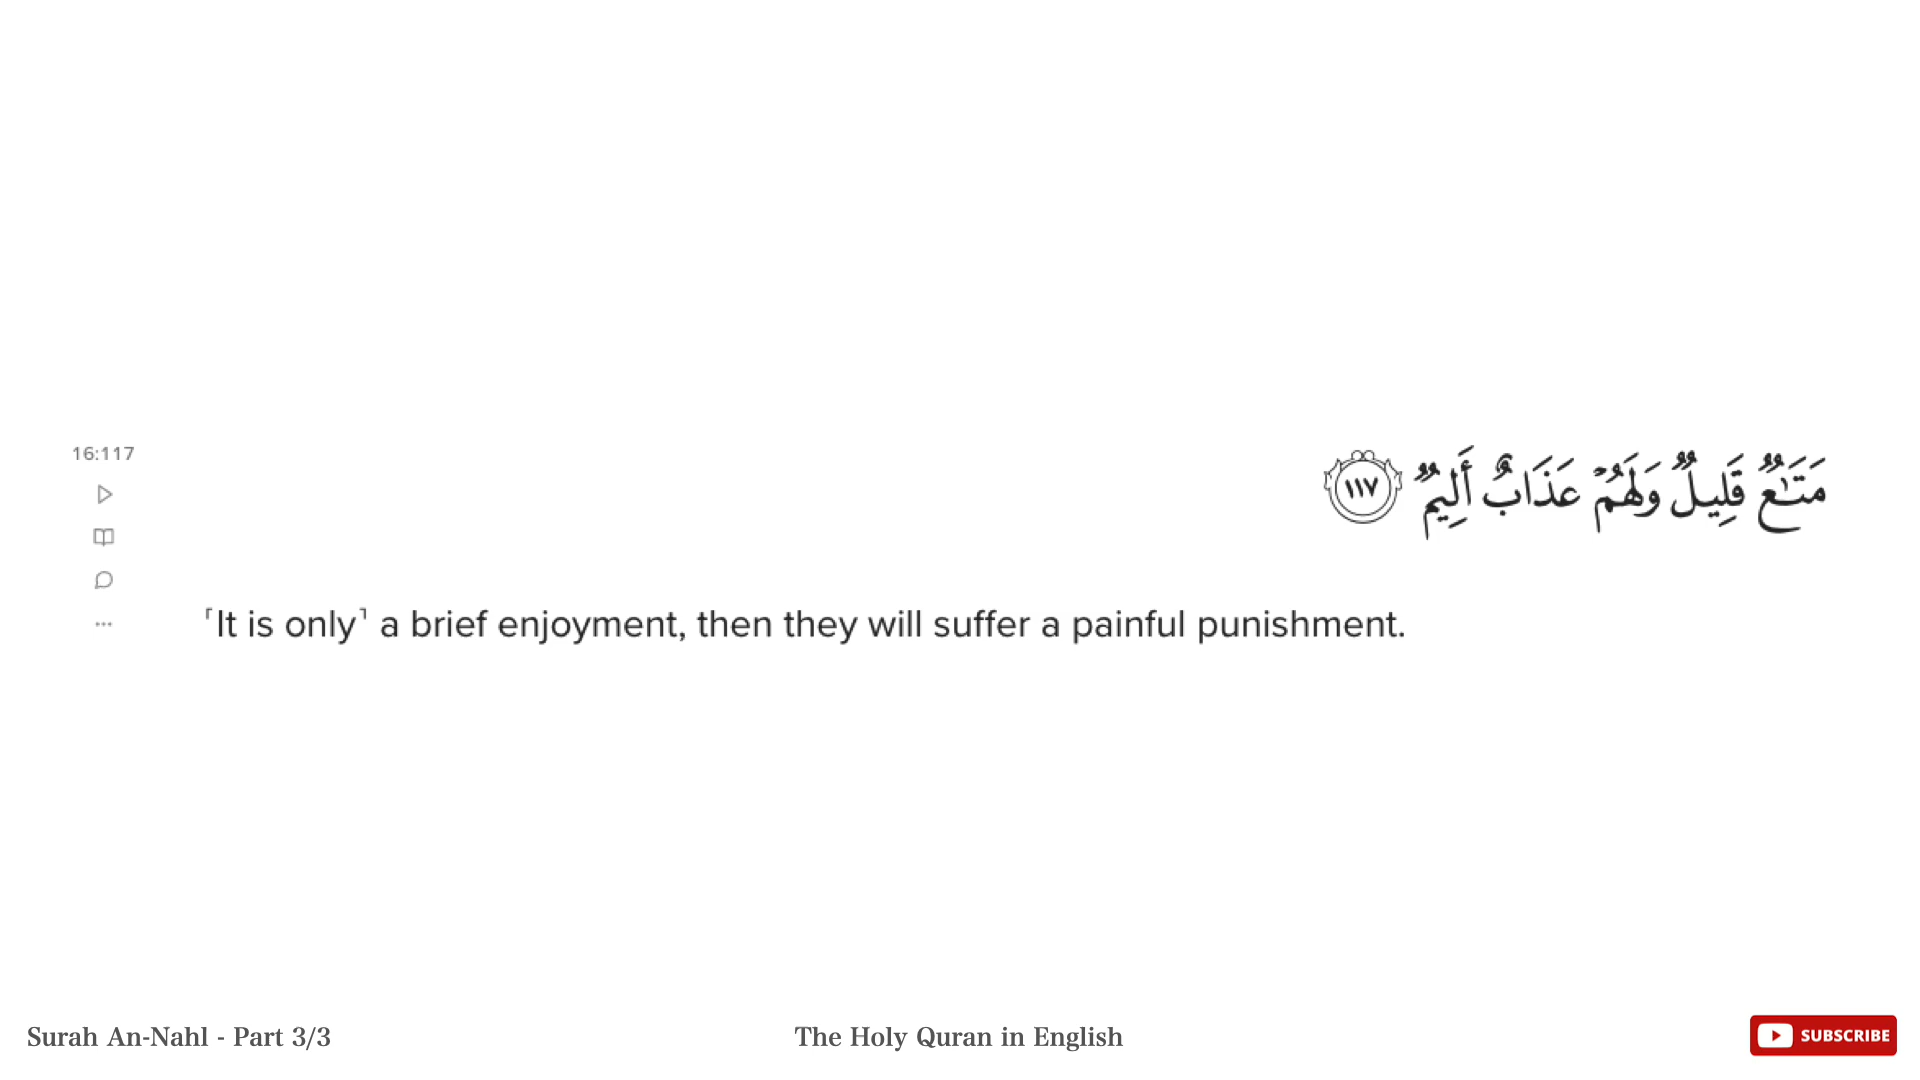 16:117
مَتَـٰعٌۭ قَلِيلٌۭ وَلَهُمْ عَذَابٌ أَلِيمٌۭ ١١٧
⸢It is only⸣ a brief enjoyment, then they will suffer a painful punishment.
Surah An-Nahl - Part 3/3
The Holy Quran in English
SUBSCRIBE